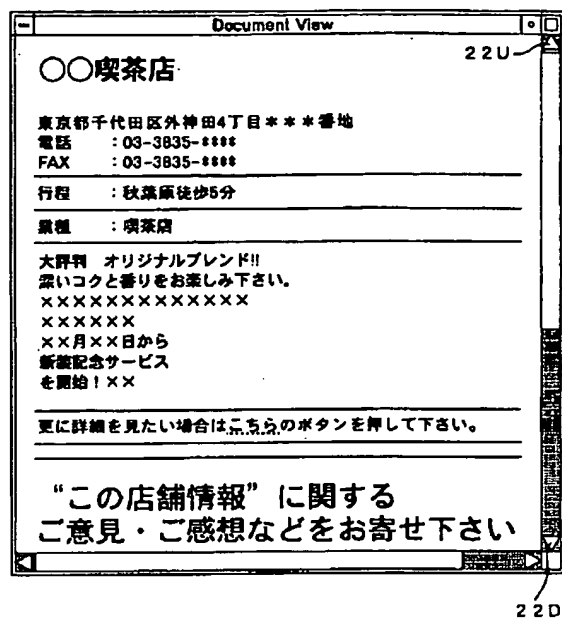 Document View
22U
○○喫茶店
東京都千代田区外神田4丁目＊＊＊番地
電話　：03-3835-****
FAX　：03-3835-****
行程　：秋葉原徒歩5分
業種　：喫茶店
大評判　オリジナルブレンド!!
深いコクと香りをお楽しみ下さい。
×××××××××××××
××××××
××月××日から
新装記念サービス
を開始！××
更に詳細を見たい場合はこちらのボタンを押して下さい。
“この店舗情報”に関する
ご意見・ご感想などをお寄せ下さい
22D